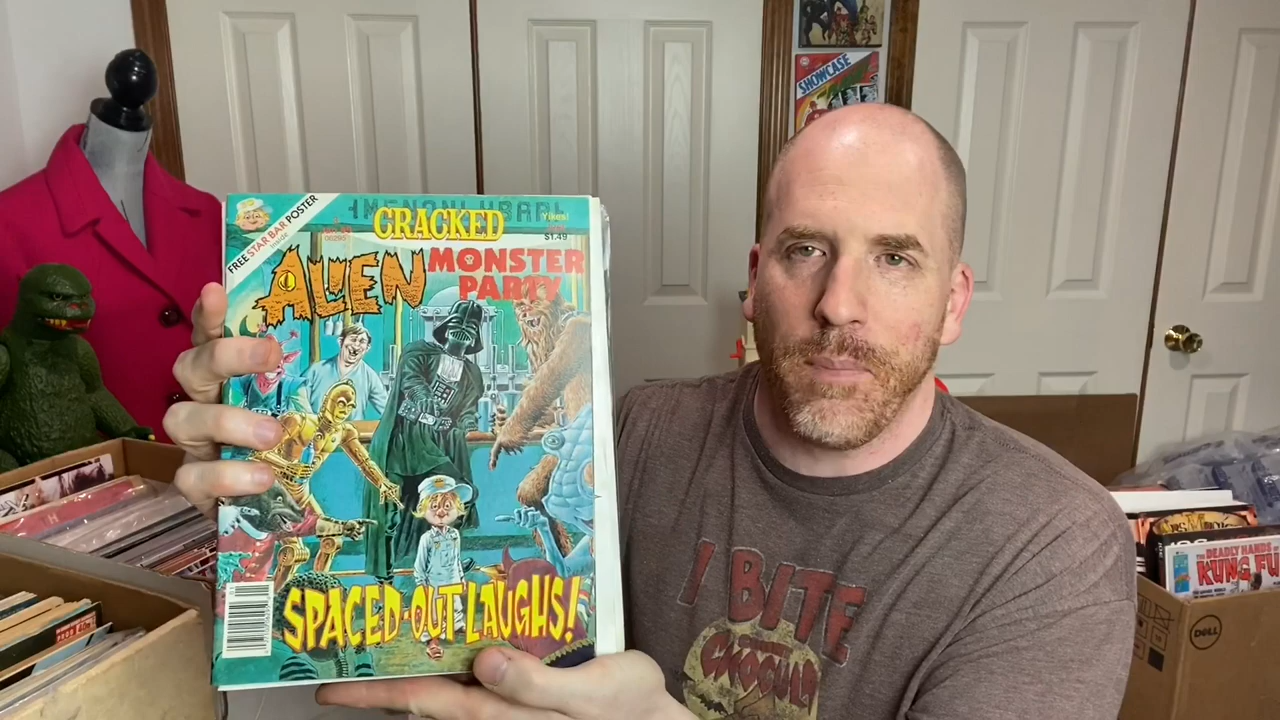 SHOWCASE
FREE STAR BAR POSTER
Inside
CRACKED
Yikes!
$1.49
ALIEN
MONSTER
PARTY
SPACED-OUT LAUGHS!
I BITE
DEADLY HANDS
KUNG FU
DELL